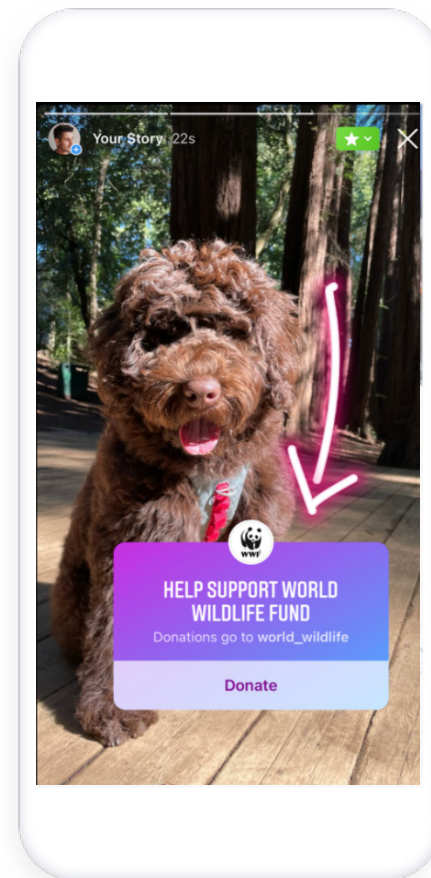 Your Story 22s
WWF
HELP SUPPORT WORLD
WILDLIFE FUND
Donations go to world_wildlife
Donate